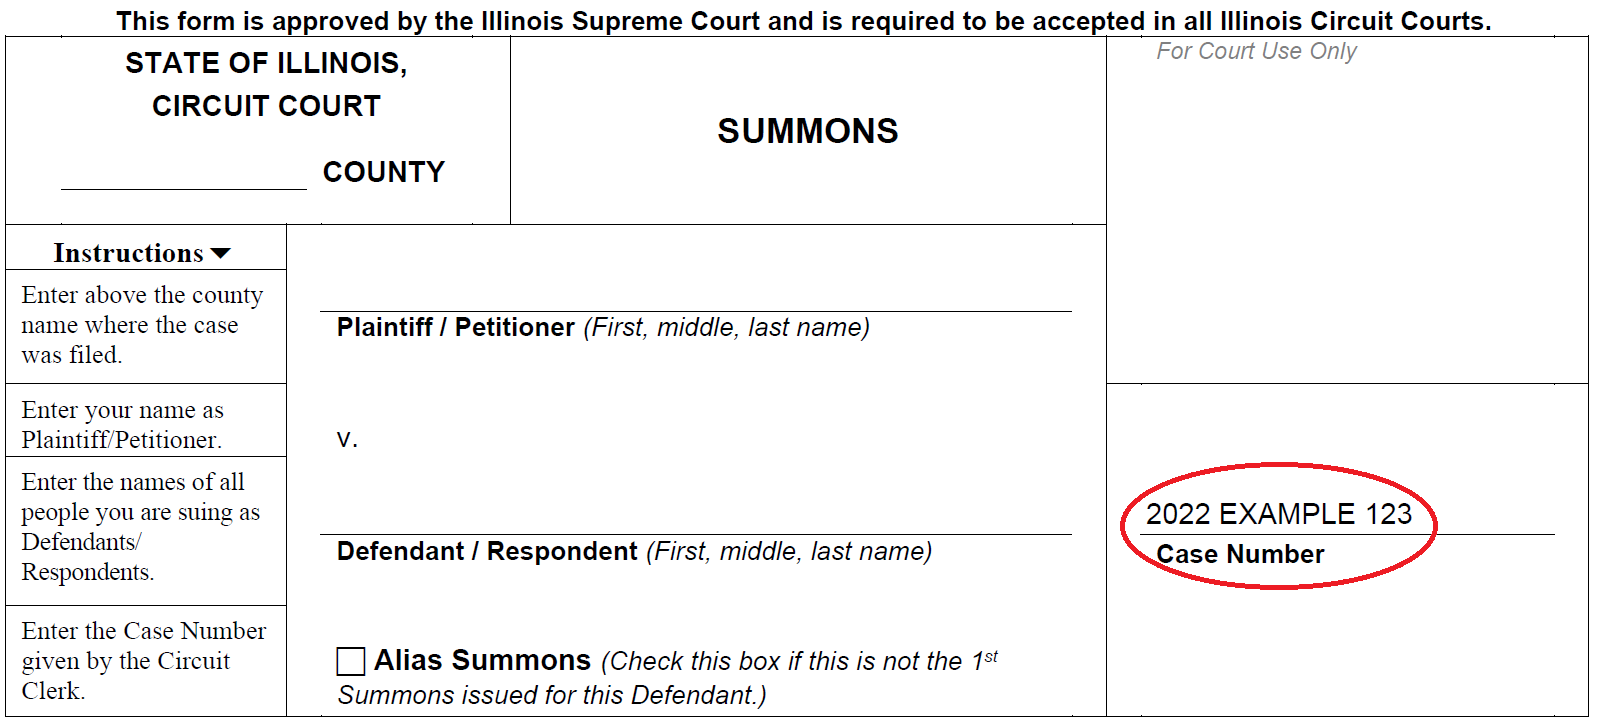 This form is approved by the Illinois Supreme Court and is required to be accepted in all Illinois Circuit Courts.
STATE OF ILLINOIS,
CIRCUIT COURT
COUNTY
SUMMONS
For Court Use Only
Instructions
Enter above the county
name where the case
was filed.
Enter your name as
Plaintiff/Petitioner.
Enter the names of all
people you are suing as
Defendants/
Respondents.
Enter the Case Number
given by the Circuit
Clerk.
Plaintiff / Petitioner (First, middle, last name)
v.
Defendant / Respondent (First, middle, last name)
Alias Summons (Check this box if this is not the 1st
Summons issued for this Defendant.)
2022 EXAMPLE 123
Case Number